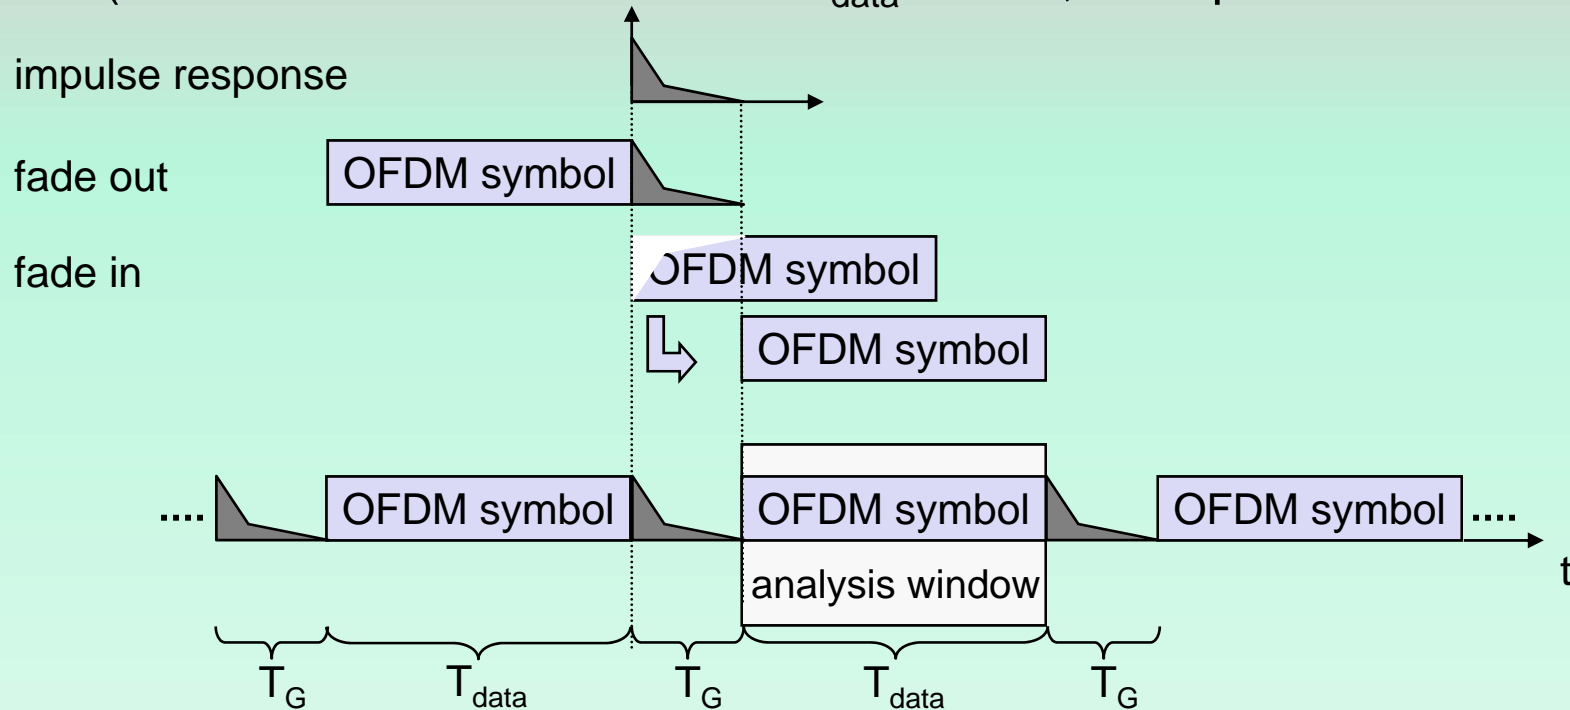 data
impulse response
fade out
OFDM symbol
fade in
OFDM symbol
OFDM symbol
..... OFDM symbol OFDM symbol OFDM symbol ....
t
analysis window
T_G T_data T_G T_data T_G